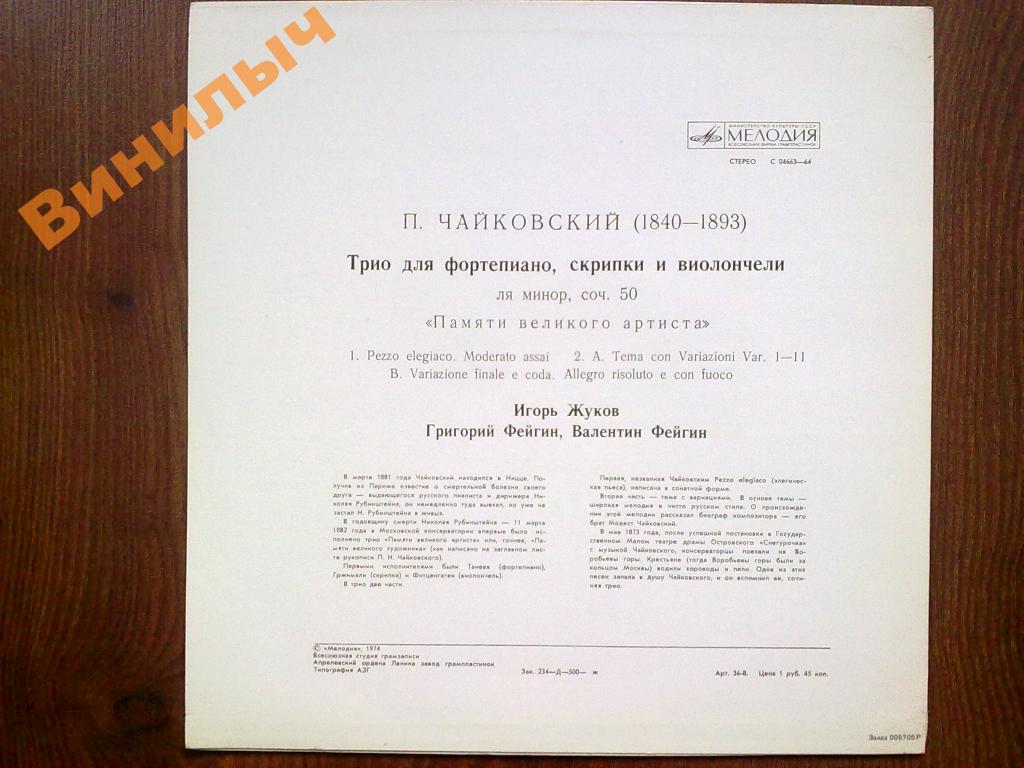 Винилыч
МИНИСТЕРСТВО КУЛЬТУРЫ СССР
МЕЛОДИЯ
ВСЕСОЮЗНАЯ ФИРМА ГРАМПЛАСТИНОК
СТЕРЕО С 04663—64
П. ЧАЙКОВСКИЙ (1840—1893)
Трио для фортепиано, скрипки и виолончели
ля минор, соч. 50
«Памяти великого артиста»
1. Pezzo elegiaco. Moderato assai 2. A. Tema con Variazioni Var. 1—11
B. Variazione finale e coda. Allegro risoluto e con fuoco
Игорь Жуков
Григорий Фейгин, Валентин Фейгин
В марте 1881 года Чайковский находился в Ницце. По-
лучив из Парижа известие о смертельной болезни своего
друга — выдающегося русского пианиста и дирижера Ни-
колая Рубинштейна, он немедленно туда выехал, но уже не
застал Н. Рубинштейна в живых.
В годовщину смерти Николая Рубинштейна — 11 марта
1882 года в Московской консерватории впервые было ис-
полнено трио «Памяти великого артиста» или, точнее, «Па-
мяти великого художника» (как написано на заглавном лис-
те рукописи П. И. Чайковского).
Первыми исполнителями были Танеев (фортепиано),
Гржимали (скрипка) и Фитценгаген (виолончель).
В трио две части.
Первая, названная Чайковским Pezzo elegiaco (элегичес-
кая пьеса), написана в сонатной форме.
Вторая часть — тема с вариациями. В основе темы —
широкая мелодия в чисто русском стиле. О происхожде-
нии этой мелодии рассказал биограф композитора — его
брат Модест Чайковский.
В мае 1873 года, после успешной постановки в Государ-
ственном Малом театре драмы Островского «Снегурочка»
с музыкой Чайковского, консерваторцы поехали на Во-
робьевы горы. Крестьяне (тогда Воробьевы горы были за
кольцом Москвы) водили хороводы и пели. Одна из этих
песен запала в душу Чайковского, и он вспомнил ее, сочи-
няя трио.
© «Мелодия», 1974
Всесоюзная студия грамзаписи
Апрелевский ордена Ленина завод грампластинок
Типография АЗГ
Зак. 234—Д—500— ж
Арт. 36-8. Цена 1 руб. 45 коп.
Заказ 006706Р